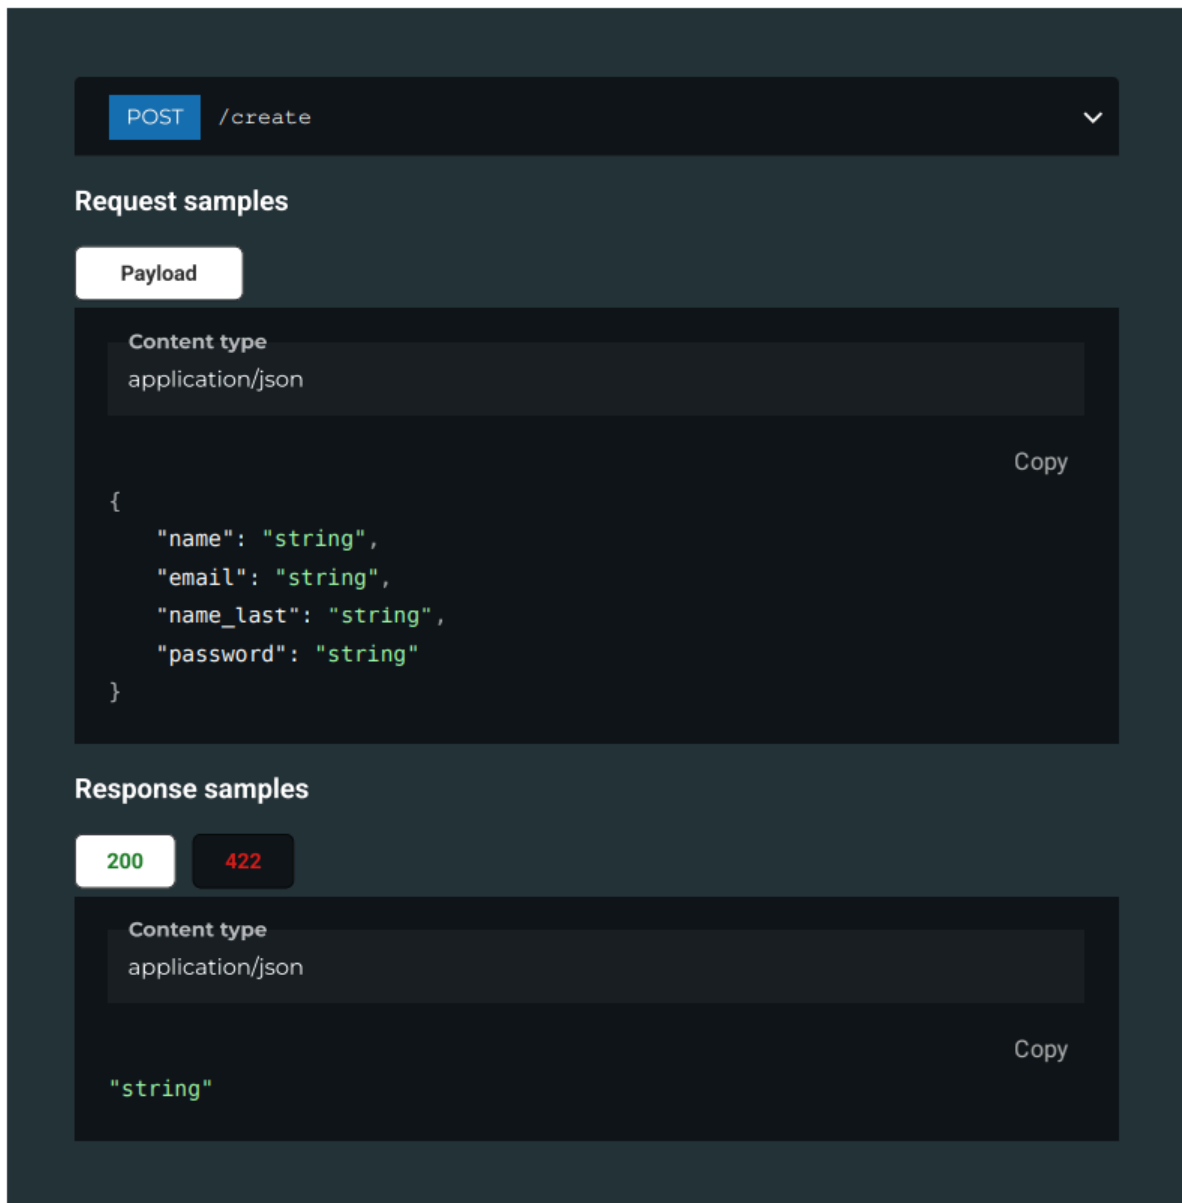 POST /create
Request samples
Payload
Content type
application/json
Copy
{
    "name": "string",
    "email": "string",
    "name_last": "string",
    "password": "string"
}
Response samples
200 422
Content type
application/json
Copy
"string"